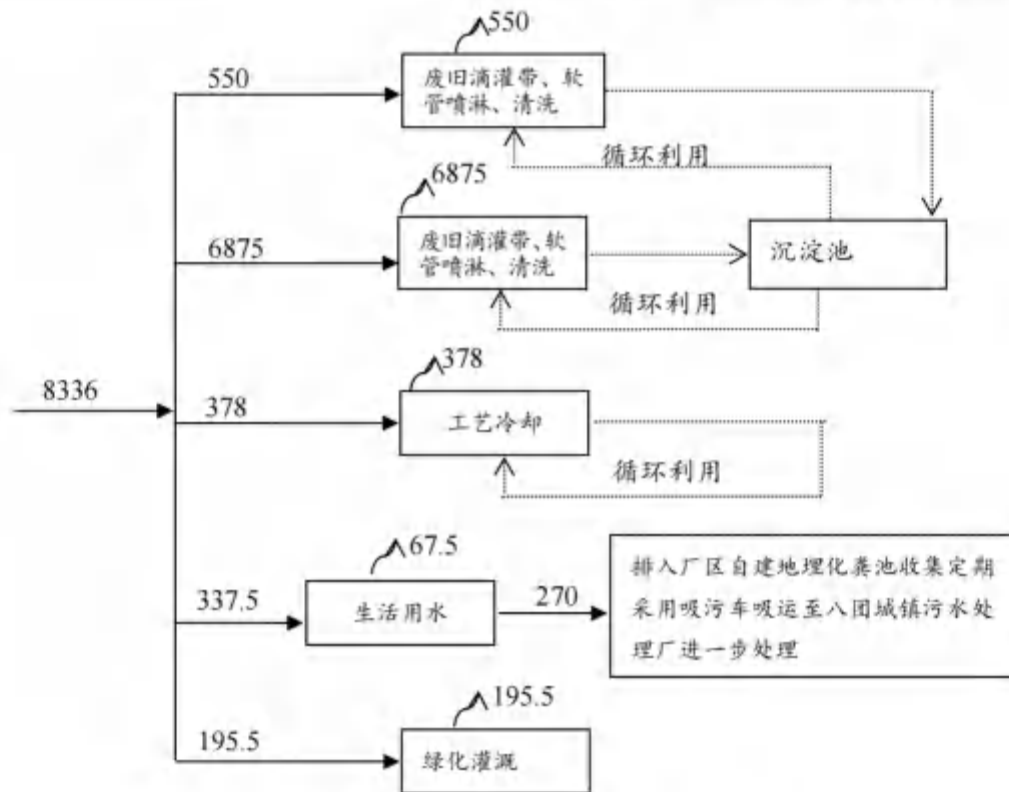 550
550
废旧滴灌带、软
管喷淋、清洗
循环利用
6875
6875
废旧滴灌带、软
管喷淋、清洗
沉淀池
循环利用
378
8336
378
工艺冷却
循环利用
67.5
337.5
生活用水
270
排入厂区自建地埋化粪池收集定期
采用吸污车吸运至八团城镇污水处
理厂进一步处理
195.5
195.5
绿化灌溉